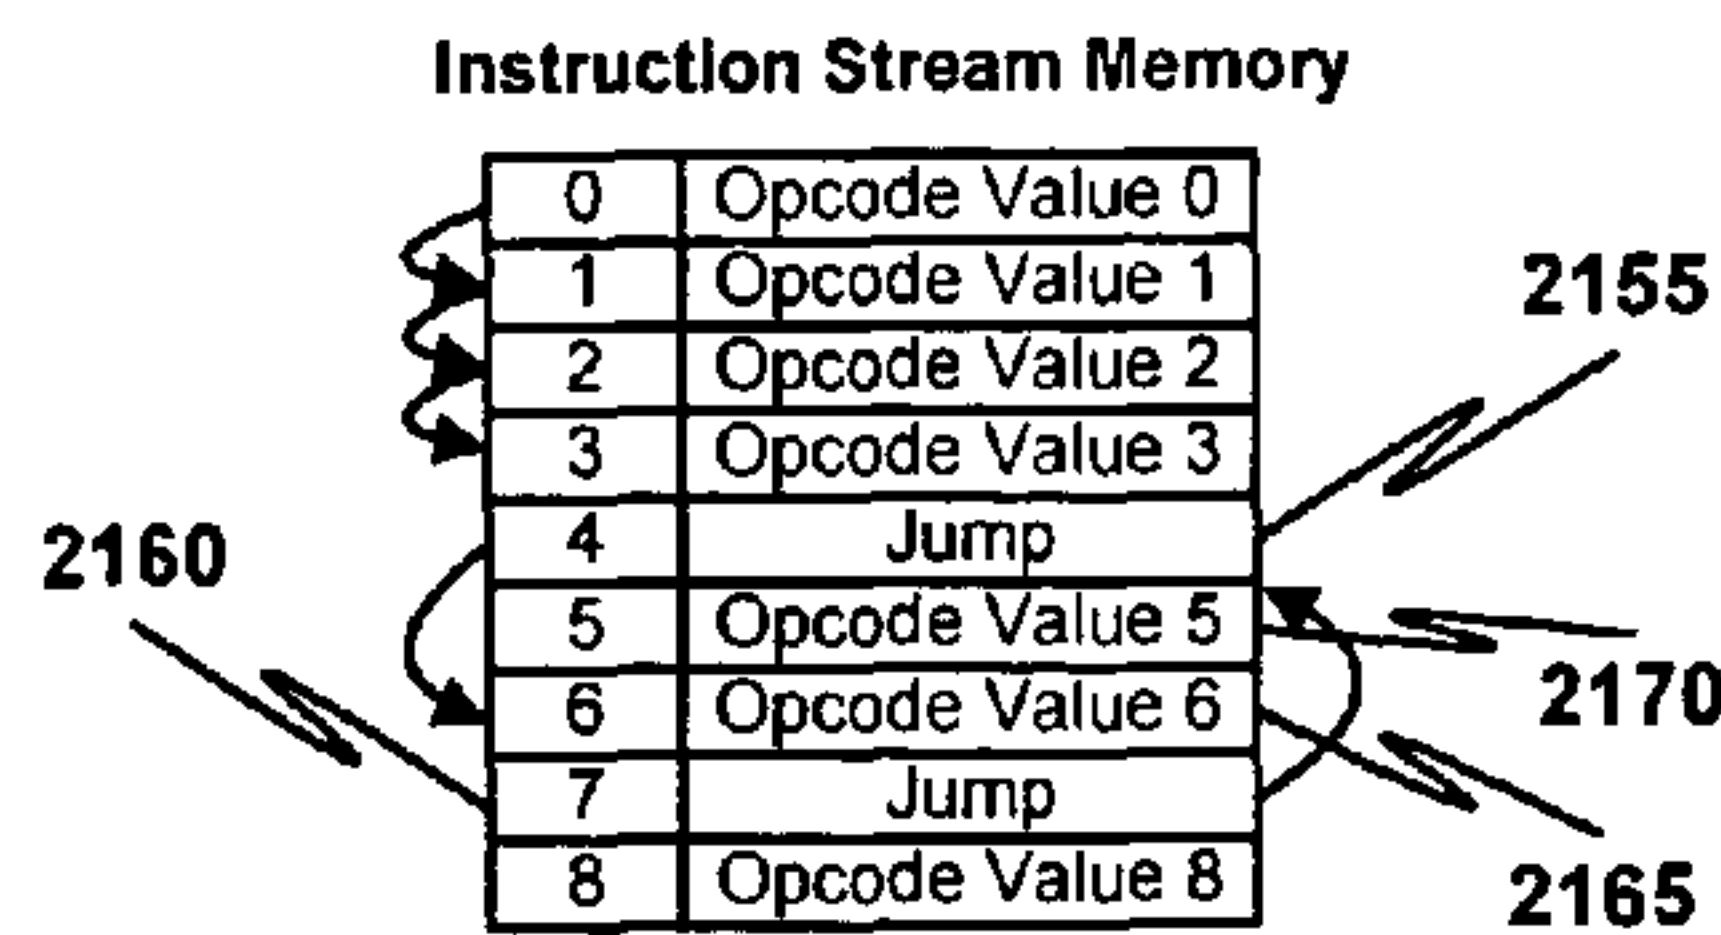 Instruction Stream Memory
0 Opcode Value 0
1 Opcode Value 1
2155
2 Opcode Value 2
3 Opcode Value 3
4 Jump
2160
5 Opcode Value 5
6 Opcode Value 6
2170
7 Jump
8 Opcode Value 8
2165